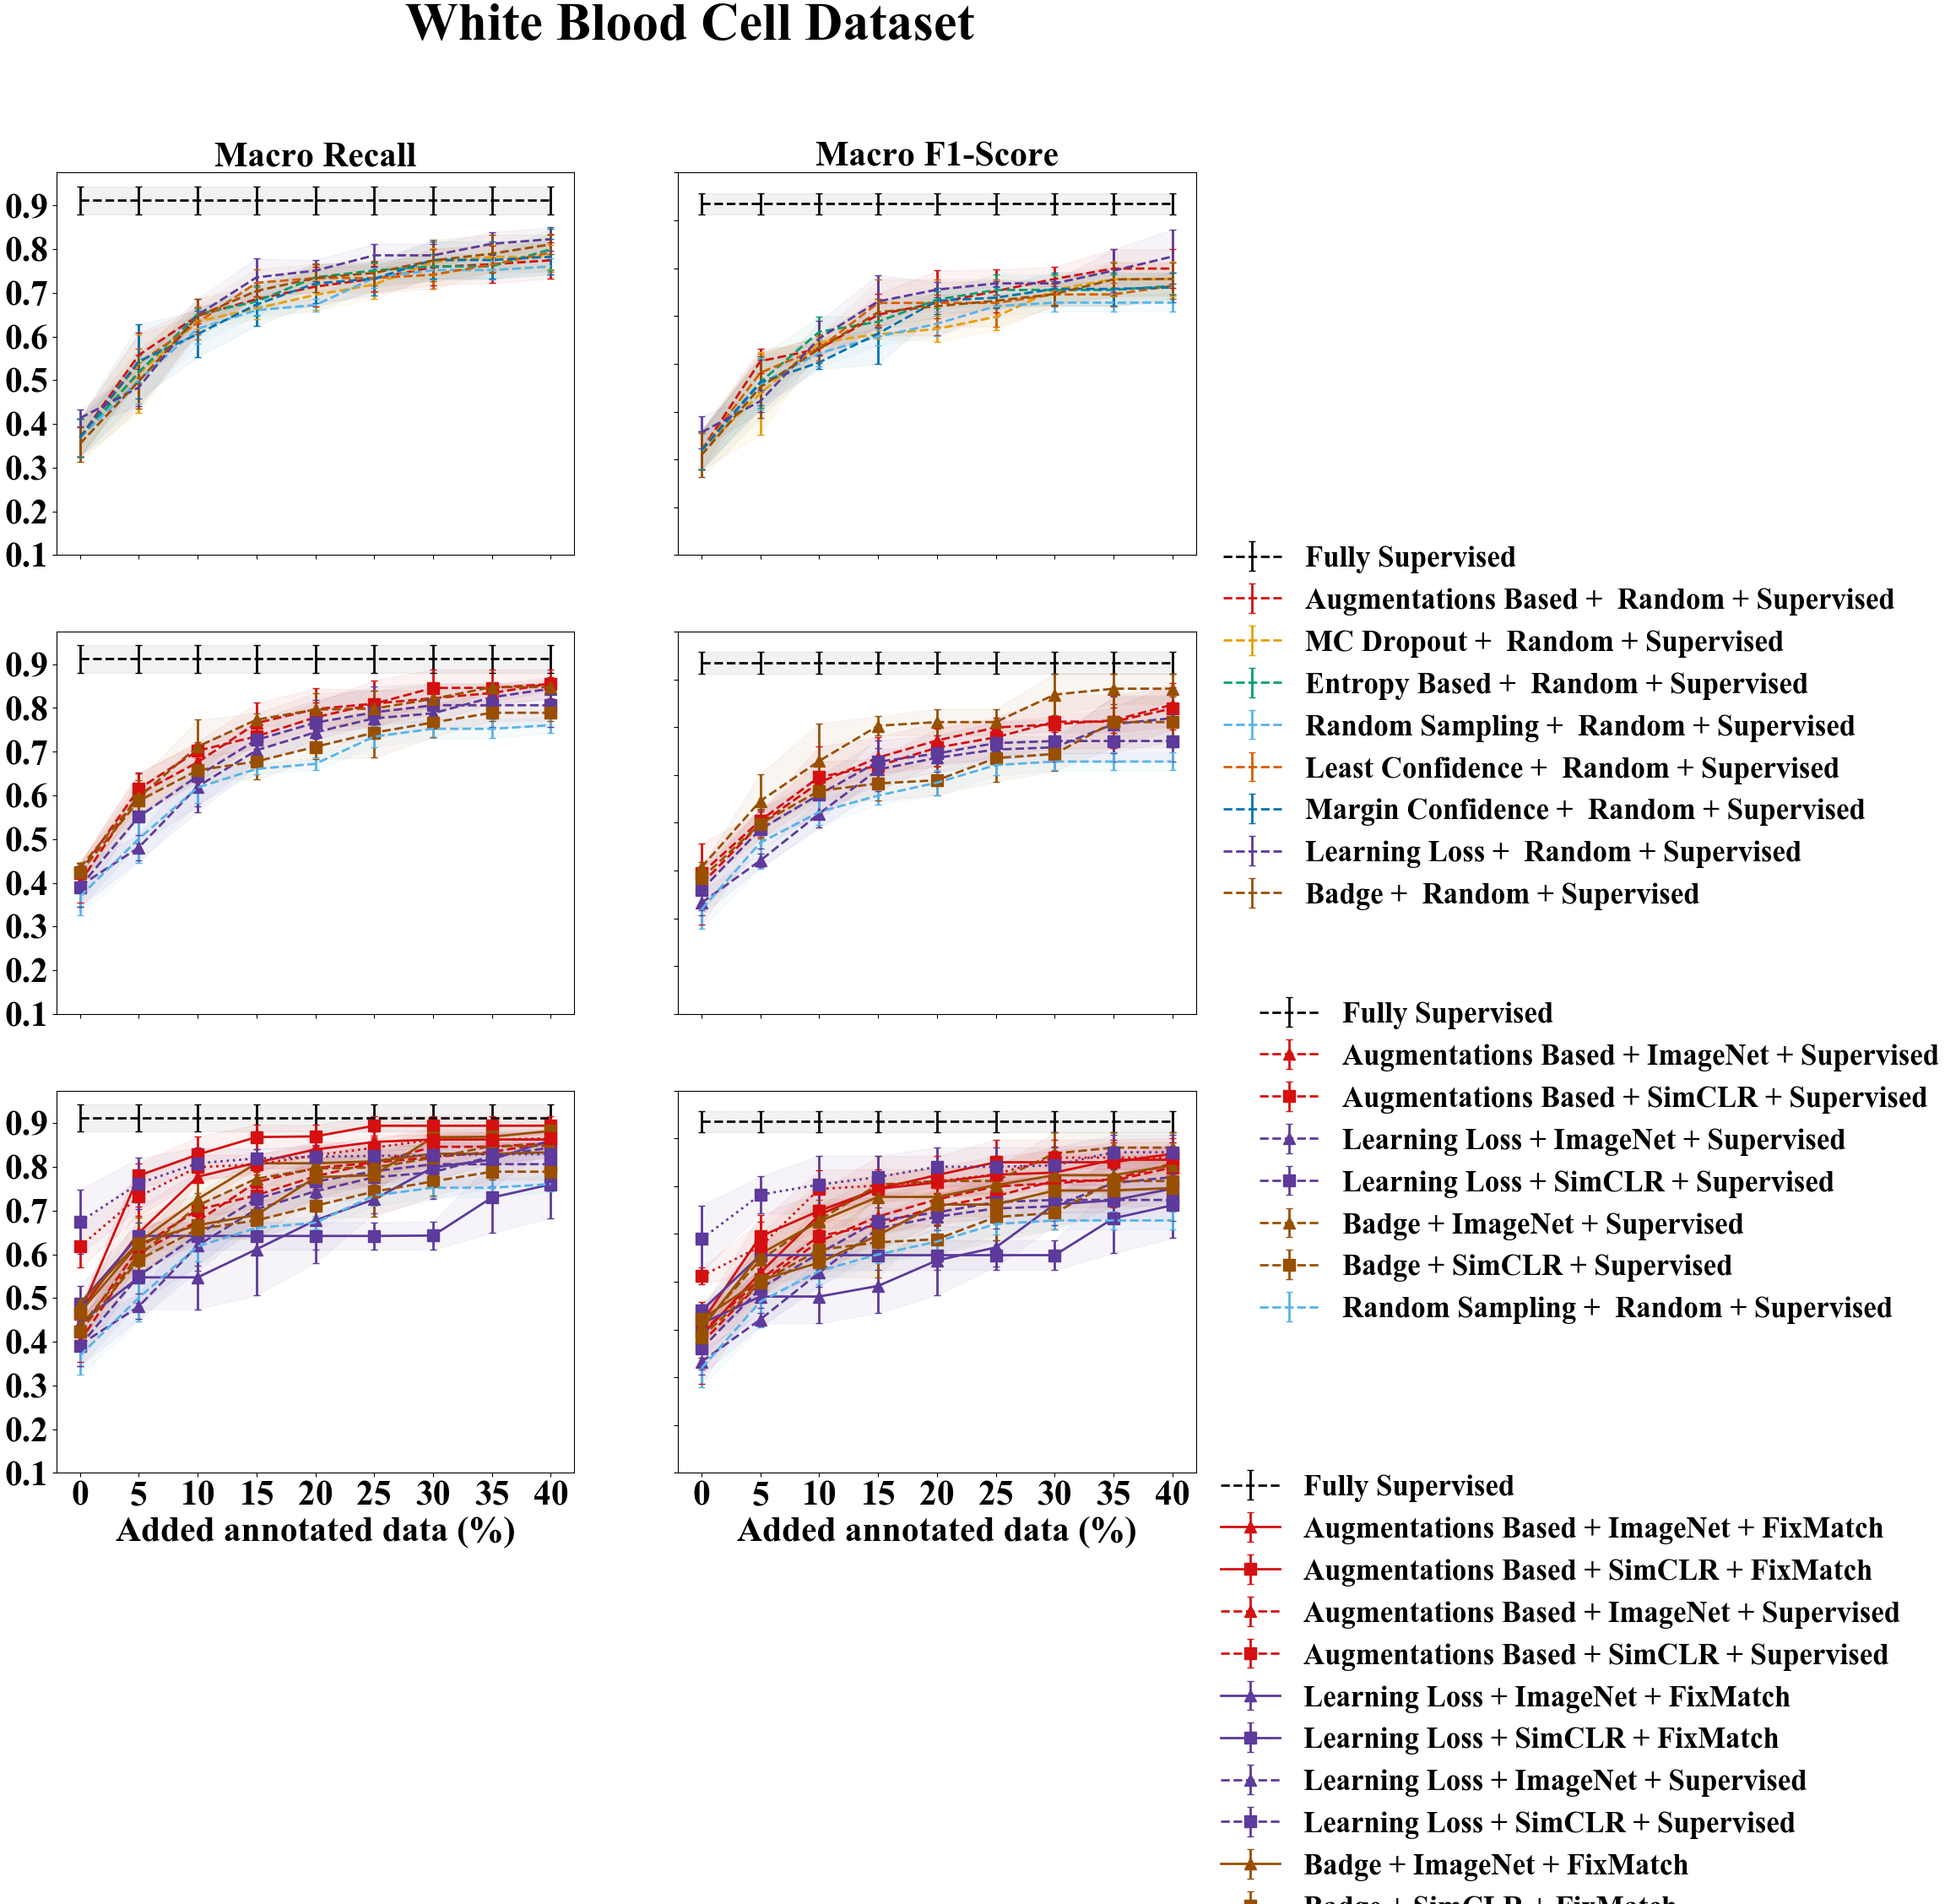 White Blood Cell Dataset
Macro Recall
Macro F1-Score
0.9
0.8
0.7
0.6
0.5
0.4
0.3
0.2
0.1
Fully Supervised
Augmentations Based + Random + Supervised
MC Dropout + Random + Supervised
Entropy Based + Random + Supervised
Random Sampling + Random + Supervised
Least Confidence + Random + Supervised
Margin Confidence + Random + Supervised
Learning Loss + Random + Supervised
Badge + Random + Supervised
0.9
0.8
0.7
0.6
0.5
0.4
0.3
0.2
0.1
Fully Supervised
Augmentations Based + ImageNet + Supervised
Augmentations Based + SimCLR + Supervised
Learning Loss + ImageNet + Supervised
Learning Loss + SimCLR + Supervised
Badge + ImageNet + Supervised
Badge + SimCLR + Supervised
Random Sampling + Random + Supervised
0.9
0.8
0.7
0.6
0.5
0.4
0.3
0.2
0.1
0 5 10 15 20 25 30 35 40
Added annotated data (%)
0 5 10 15 20 25 30 35 40
Added annotated data (%)
Fully Supervised
Augmentations Based + ImageNet + FixMatch
Augmentations Based + SimCLR + FixMatch
Augmentations Based + ImageNet + Supervised
Augmentations Based + SimCLR + Supervised
Learning Loss + ImageNet + FixMatch
Learning Loss + SimCLR + FixMatch
Learning Loss + ImageNet + Supervised
Learning Loss + SimCLR + Supervised
Badge + ImageNet + FixMatch
Badge + SimCLR + FixMatch